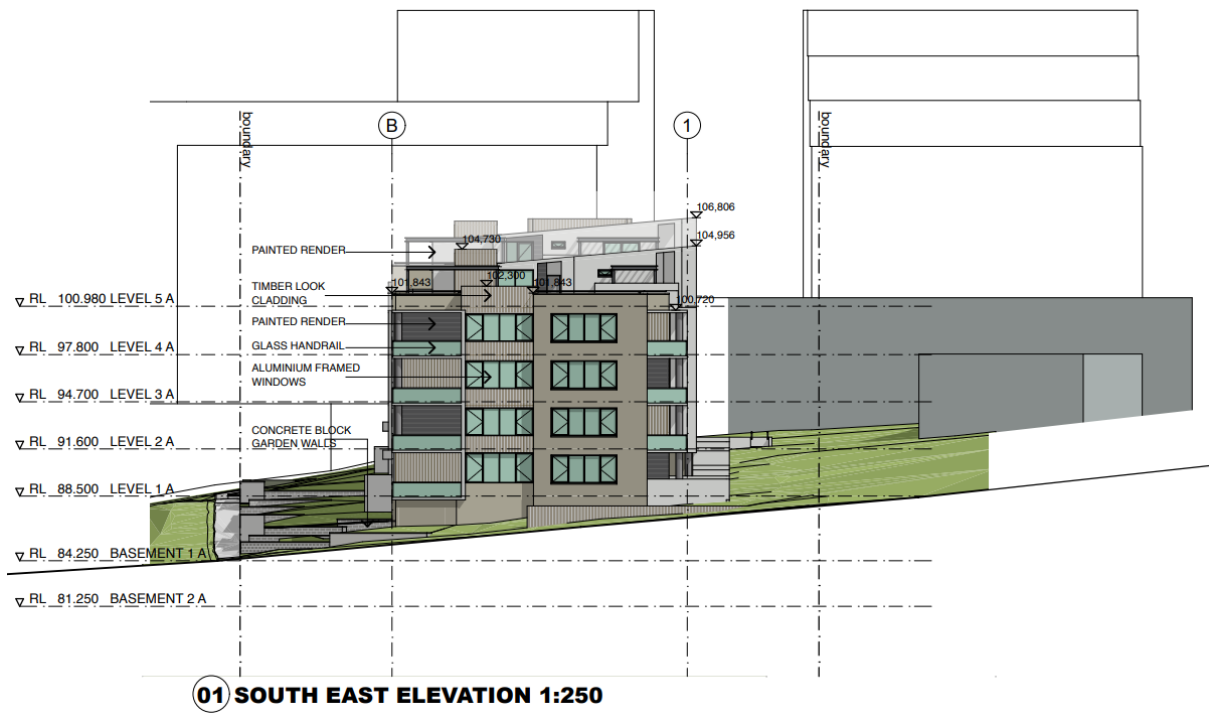 B
1
boundary
boundary
106,806
104,956
PAINTED RENDER
104,730
TIMBER LOOK
CLADDING
102,300
101,843
101,843
RL 100.980 LEVEL 5 A
100,720
PAINTED RENDER
GLASS HANDRAIL
RL 97.800 LEVEL 4 A
ALUMINIUM FRAMED
WINDOWS
RL 94.700 LEVEL 3 A
CONCRETE BLOCK
GARDEN WALLS
RL 91.600 LEVEL 2 A
RL 88.500 LEVEL 1 A
RL 84.250 BASEMENT 1 A
RL 81.250 BASEMENT 2 A
01 SOUTH EAST ELEVATION 1:250